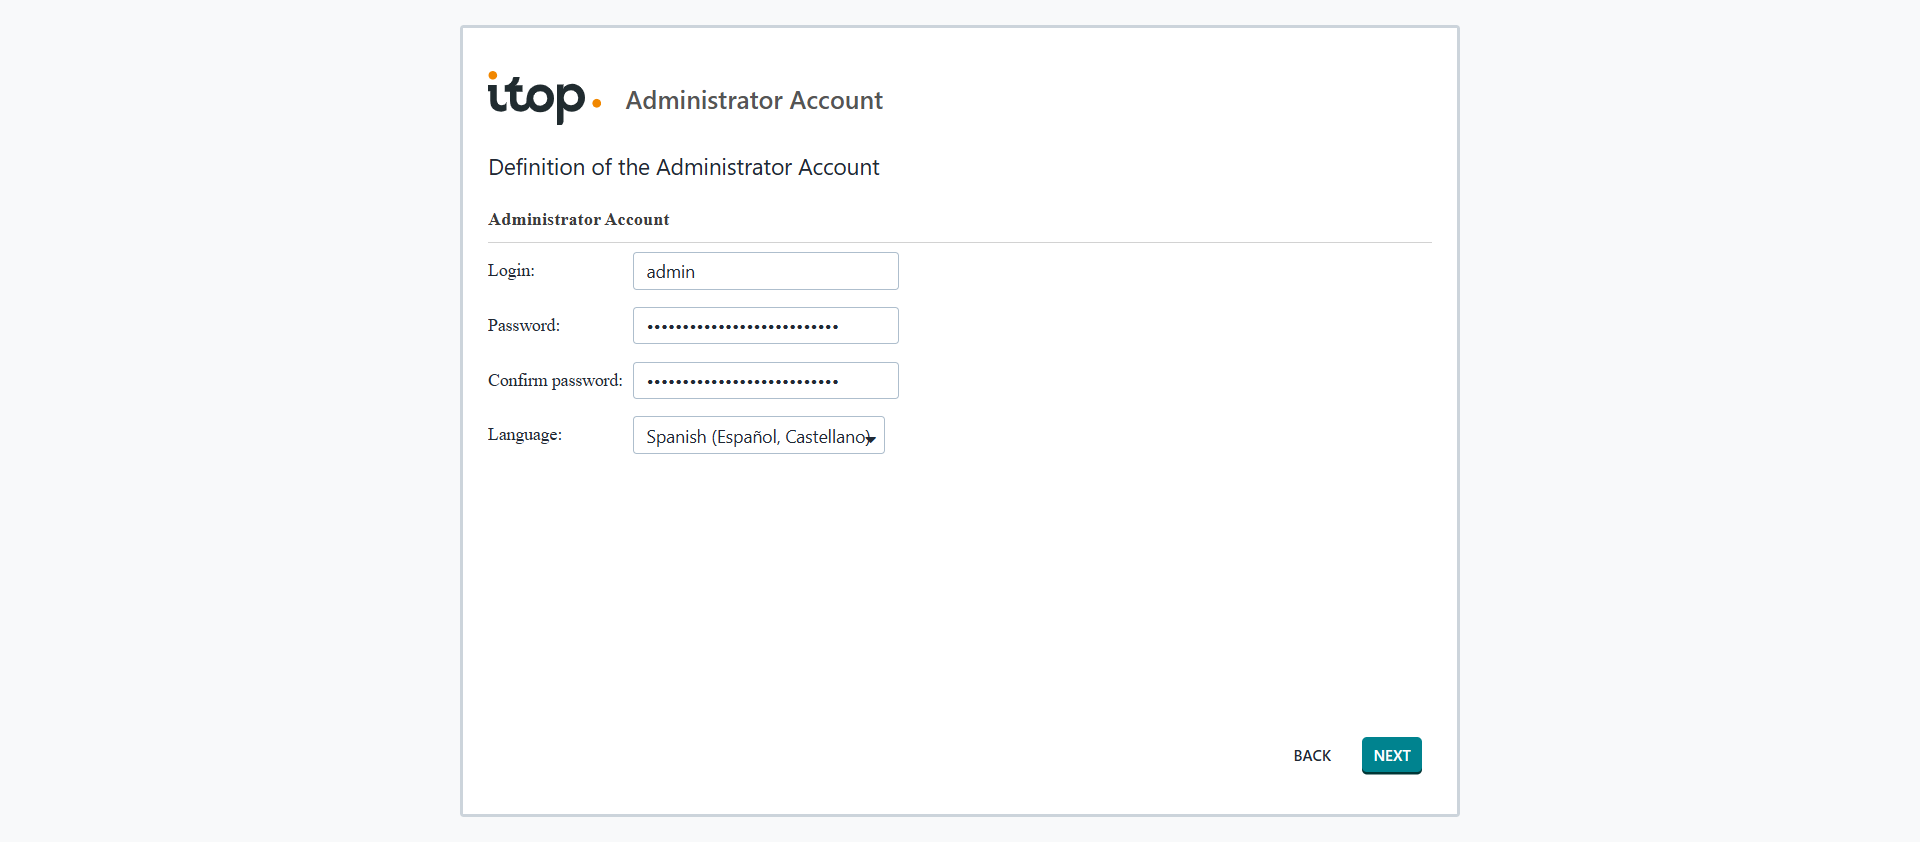 itop
Administrator Account
Definition of the Administrator Account
Administrator Account
Login:
admin
Password:
•••••••••••••••••••••••••••
Confirm password:
•••••••••••••••••••••••••••
Language:
Spanish (Español, Castellano)
BACK
NEXT